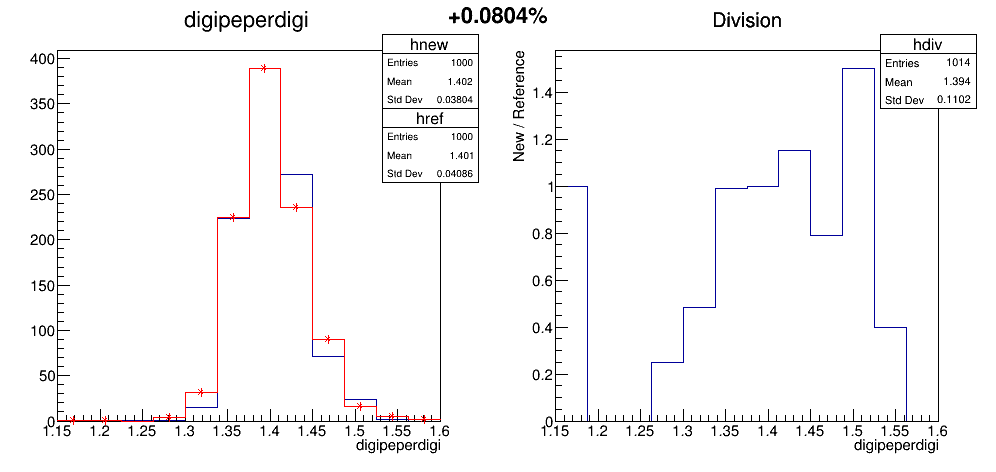 digipeperdigi
+0.0804%
Division
hnew
Entries 1000
Mean 1.402
Std Dev 0.03804
href
Entries 1000
Mean 1.401
Std Dev 0.04086
400
350
300
250
200
150
100
50
0
1.15 1.2 1.25 1.3 1.35 1.4 1.45 1.5 1.55 1.6
digipeperdigi
hdiv
Entries 1014
Mean 1.394
Std Dev 0.1102
New / Reference
1.4
1.2
1
0.8
0.6
0.4
0.2
0
1.15 1.2 1.25 1.3 1.35 1.4 1.45 1.5 1.55 1.6
digipeperdigi